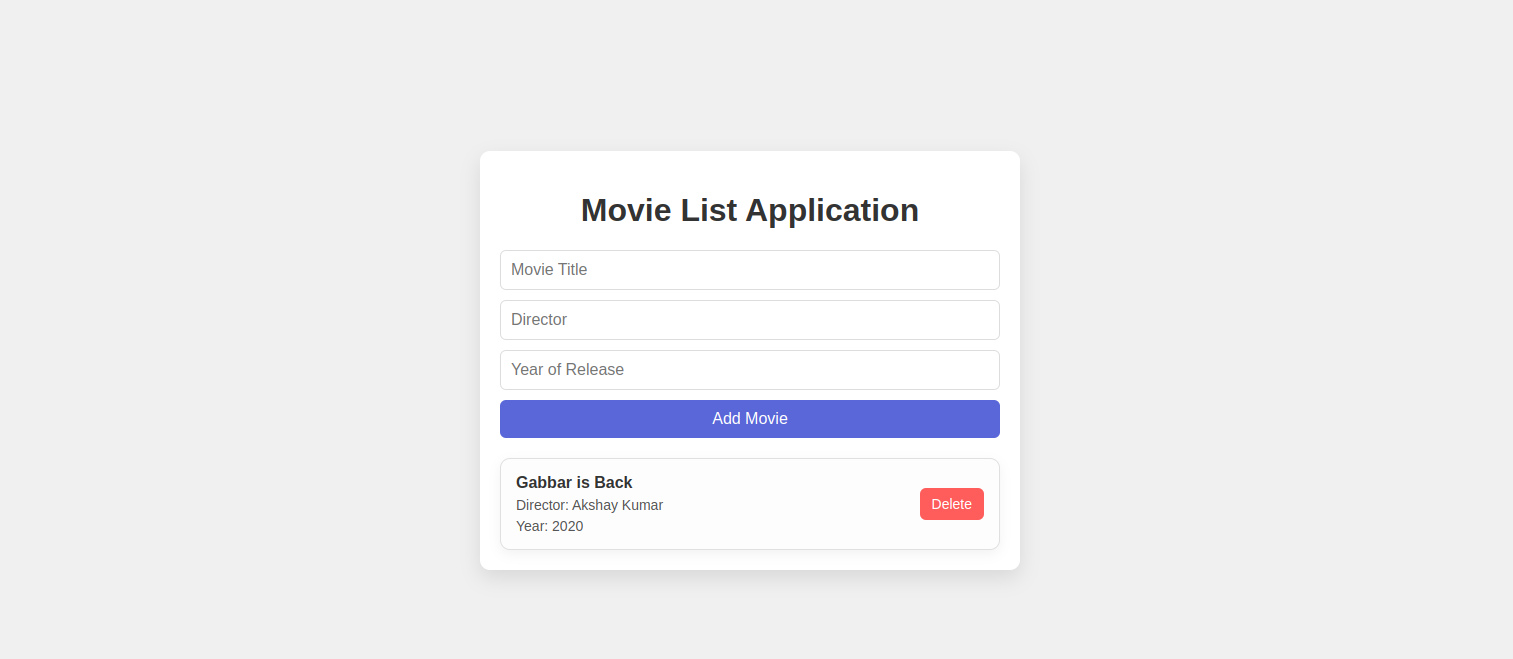 Movie List Application
Movie Title
Director
Year of Release
Add Movie
Gabbar is Back
Director: Akshay Kumar
Delete
Year: 2020